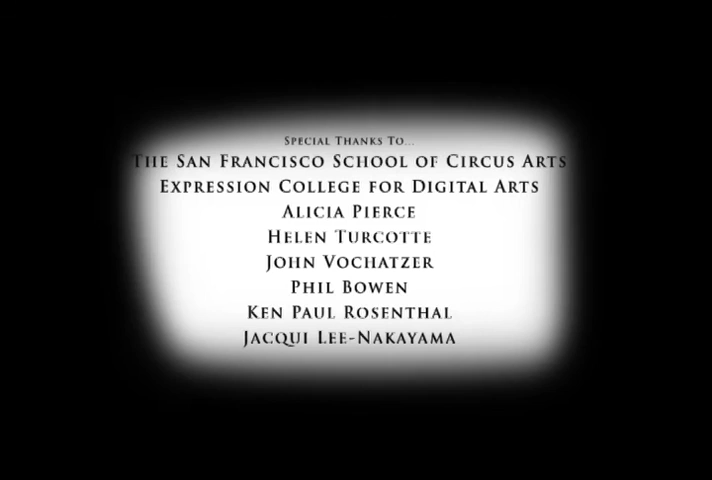 Special Thanks To...
The San Francisco School of Circus Arts
Expression College for Digital Arts
Alicia Pierce
Helen Turcotte
John Vochatzer
Phil Bowen
Ken Paul Rosenthal
Jacqui Lee-Nakayama